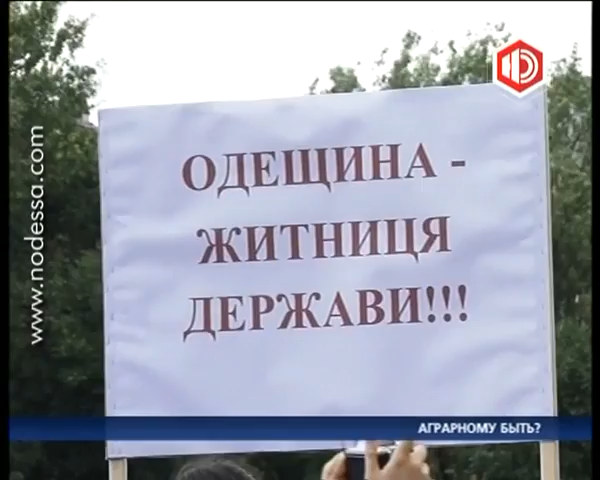 ОДЕЩИНА -
ЖИТНИЦЯ
ДЕРЖАВИ!!!
www.nodessa.com
АГРАРНОМУ БЫТЬ?